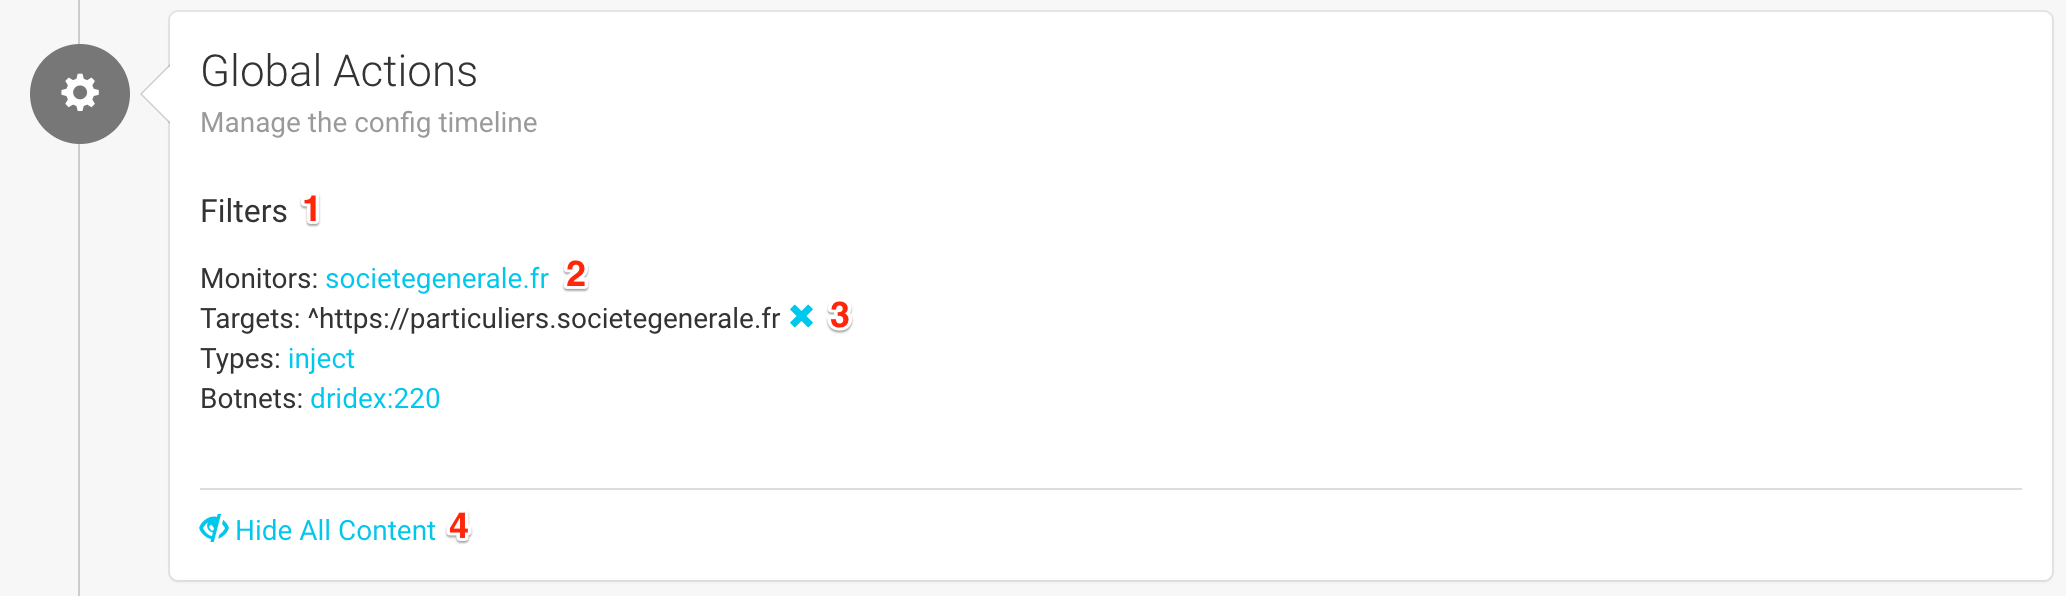 Global Actions
Manage the config timeline
Filters 1
Monitors: societegenerale.fr 2
Targets: ^https://particuliers.societegenerale.fr ✖ 3
Types: inject
Botnets: dridex:220
Hide All Content 4